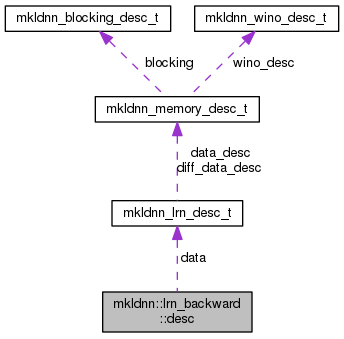 mkldnn_blocking_desc_t
mkldnn_wino_desc_t
blocking
wino_desc
mkldnn_memory_desc_t
data_desc
diff_data_desc
mkldnn_lrn_desc_t
data
mkldnn::lrn_backward
::desc